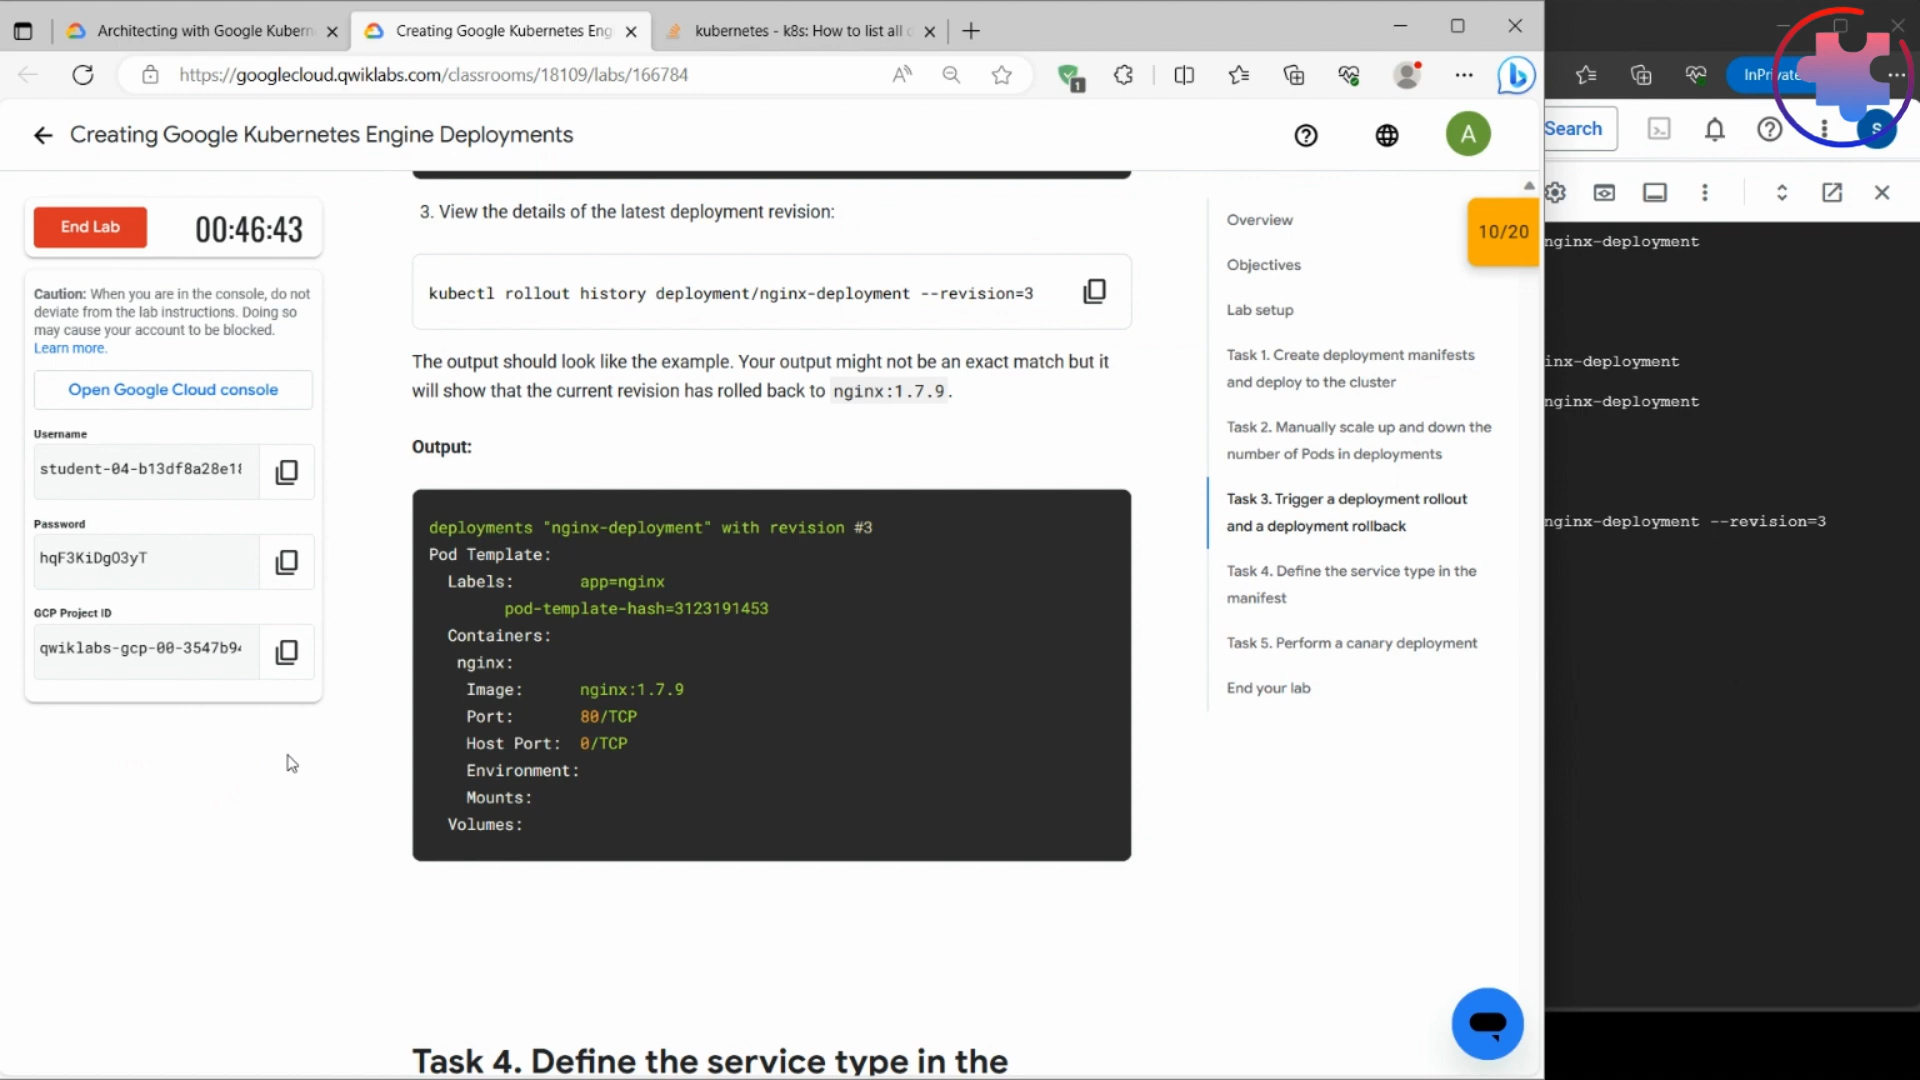 Architecting with Google Kubern
Creating Google Kubernetes Eng
kubernetes - k8s: How to list all
https://googlecloud.qwiklabs.com/classrooms/18109/labs/166784
1
InPrivate
Creating Google Kubernetes Engine Deployments
A
Search
S
End Lab
00:46:43
Caution: When you are in the console, do not
deviate from the lab instructions. Doing so
may cause your account to be blocked.
Learn more.
Open Google Cloud console
Username
student-04-b13df8a28e18
Password
hqF3KiDgO3yT
GCP Project ID
qwiklabs-gcp-00-3547b94
3. View the details of the latest deployment revision:
kubectl rollout history deployment/nginx-deployment --revision=3
The output should look like the example. Your output might not be an exact match but it
will show that the current revision has rolled back to nginx:1.7.9.
Output:
deployments "nginx-deployment" with revision #3
Pod Template:
Labels: app=nginx
pod-template-hash=3123191453
Containers:
nginx:
Image: nginx:1.7.9
Port: 80/TCP
Host Port: 0/TCP
Environment:
Mounts:
Volumes:
Task 4. Define the service type in the
Overview
Objectives
Lab setup
Task 1. Create deployment manifests
and deploy to the cluster
Task 2. Manually scale up and down the
number of Pods in deployments
Task 3. Trigger a deployment rollout
and a deployment rollback
Task 4. Define the service type in the
manifest
Task 5. Perform a canary deployment
End your lab
10/20
nginx-deployment
inx-deployment
nginx-deployment
nginx-deployment --revision=3